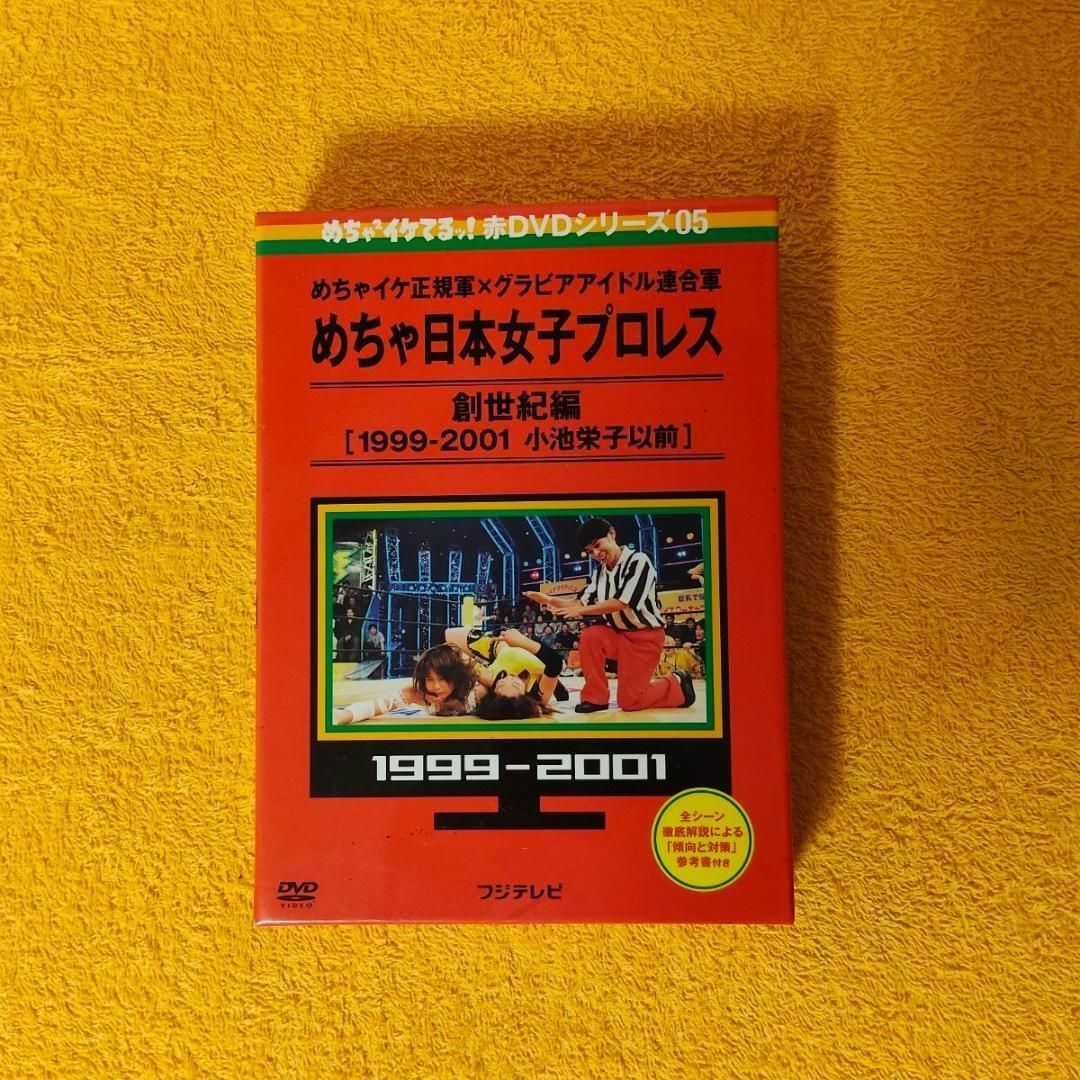 めちゃ²イケてるッ! 赤DVDシリーズ05
めちゃイケ正規軍×グラビアアイドル連合軍
めちゃ日本女子プロレス
創世紀編
[1999-2001 小池栄子以前]
1999-2001
全シーン
徹底解説による
「傾向と対策」
参考書付き
DVD
VIDEO
フジテレビ